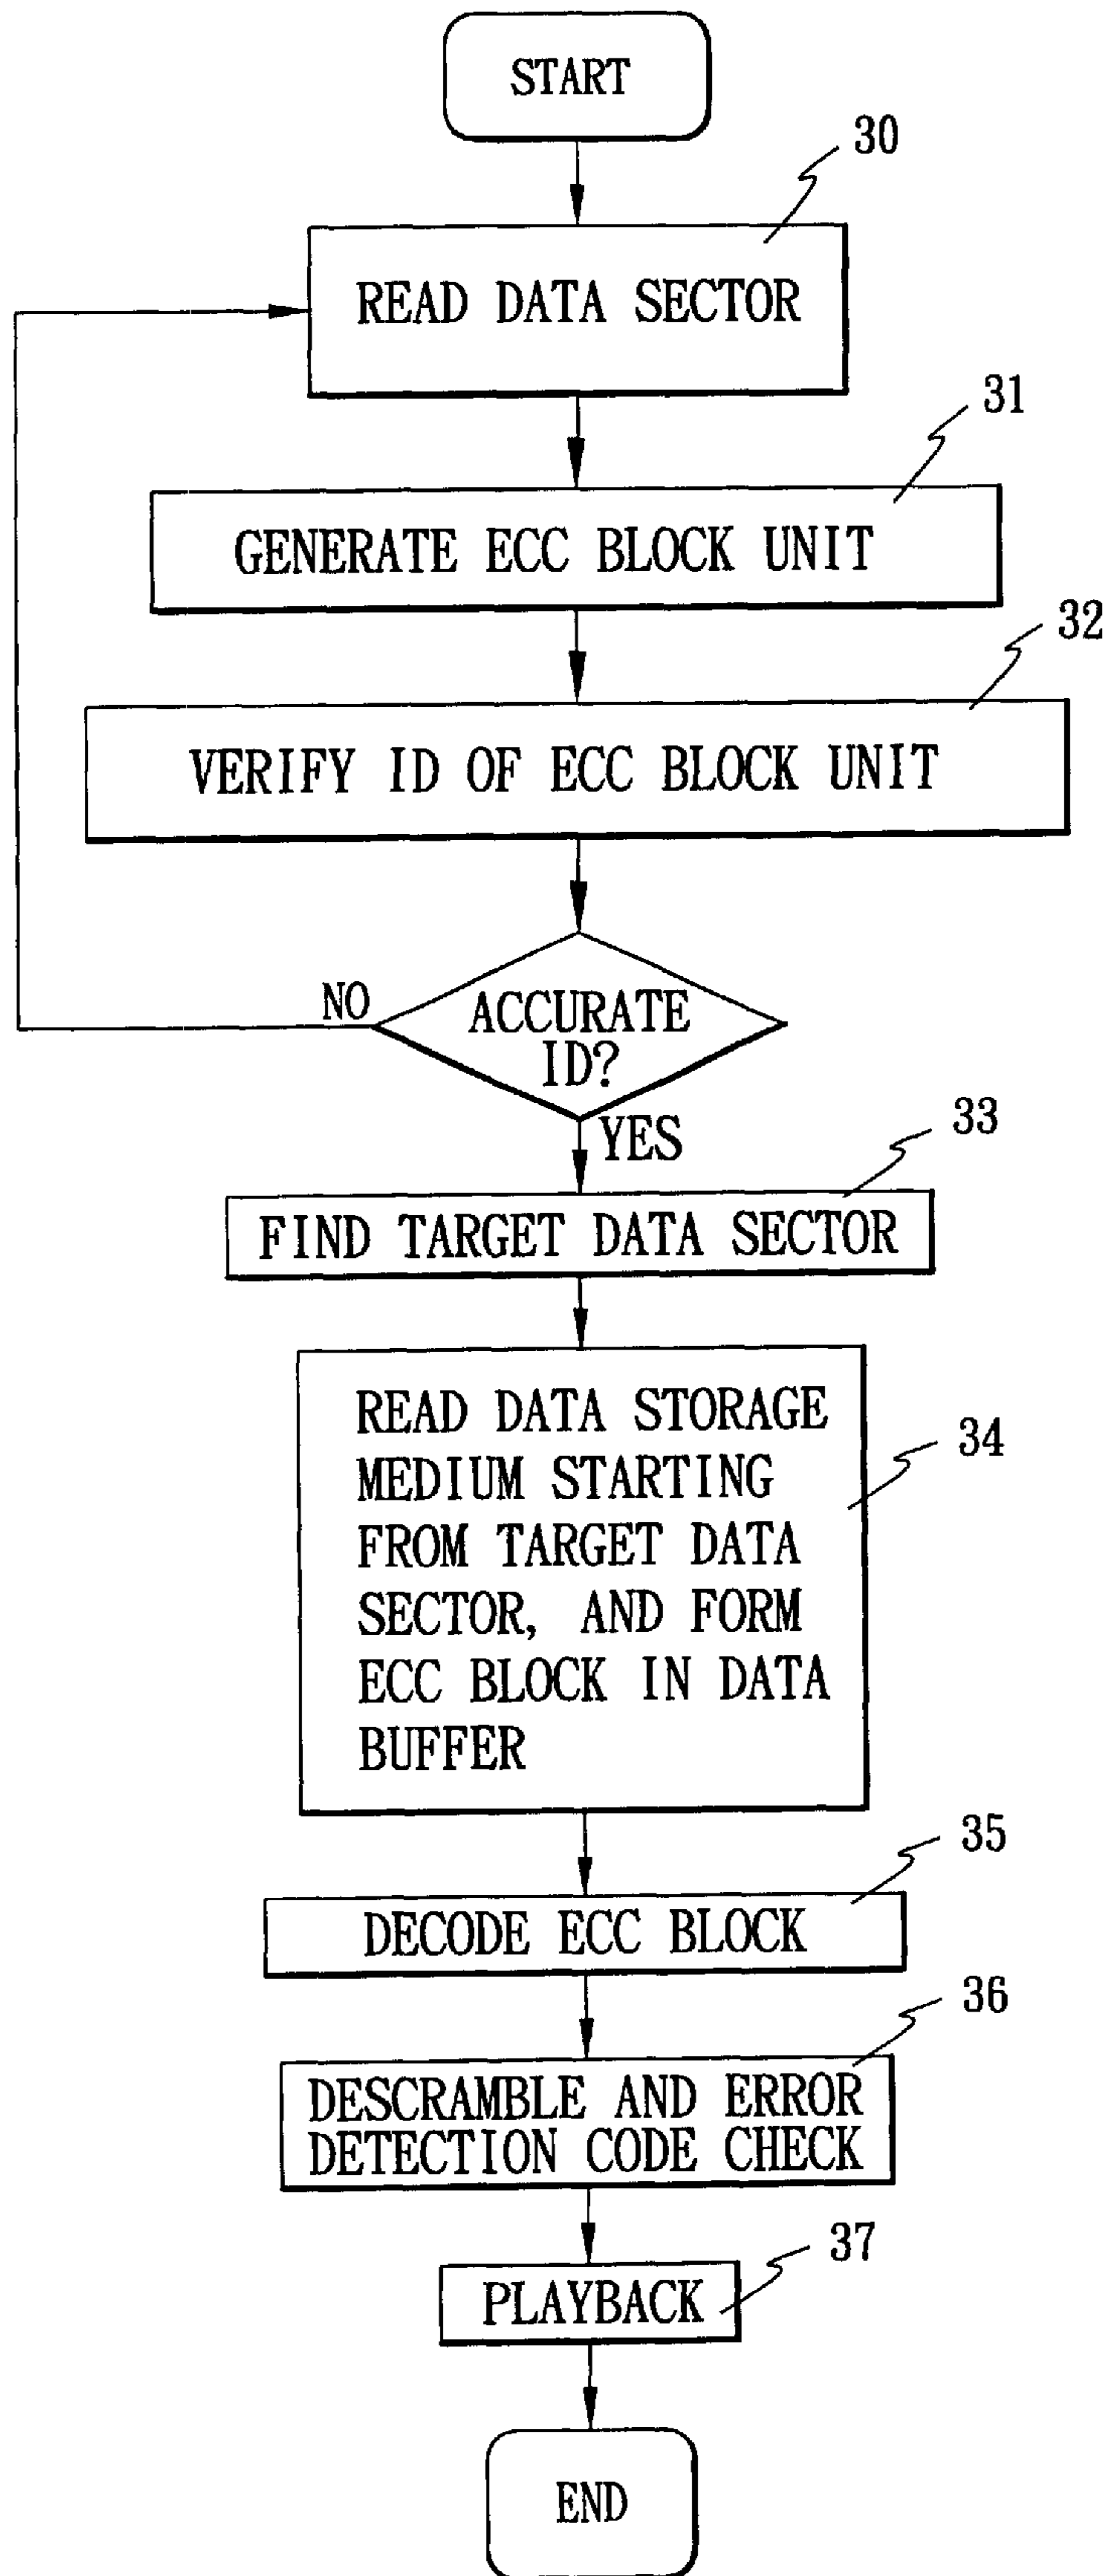 START
30
READ DATA SECTOR
31
GENERATE ECC BLOCK UNIT
32
VERIFY ID OF ECC BLOCK UNIT
NO
ACCURATE
ID?
YES
33
FIND TARGET DATA SECTOR
READ DATA STORAGE
MEDIUM STARTING
FROM TARGET DATA
SECTOR, AND FORM
ECC BLOCK IN DATA
BUFFER
34
35
DECODE ECC BLOCK
36
DESCRAMBLE AND ERROR
DETECTION CODE CHECK
37
PLAYBACK
END